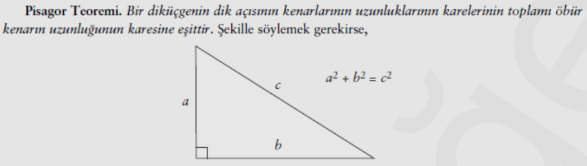 Pisagor Teoremi. Bir diküçgenin dik açısının kenarlarının uzunluklarının karelerinin toplamı öbür
kenarın uzunluğunun karesine eşittir. Şekille söylemek gerekirse,
a² + b² = c²
c
a
b